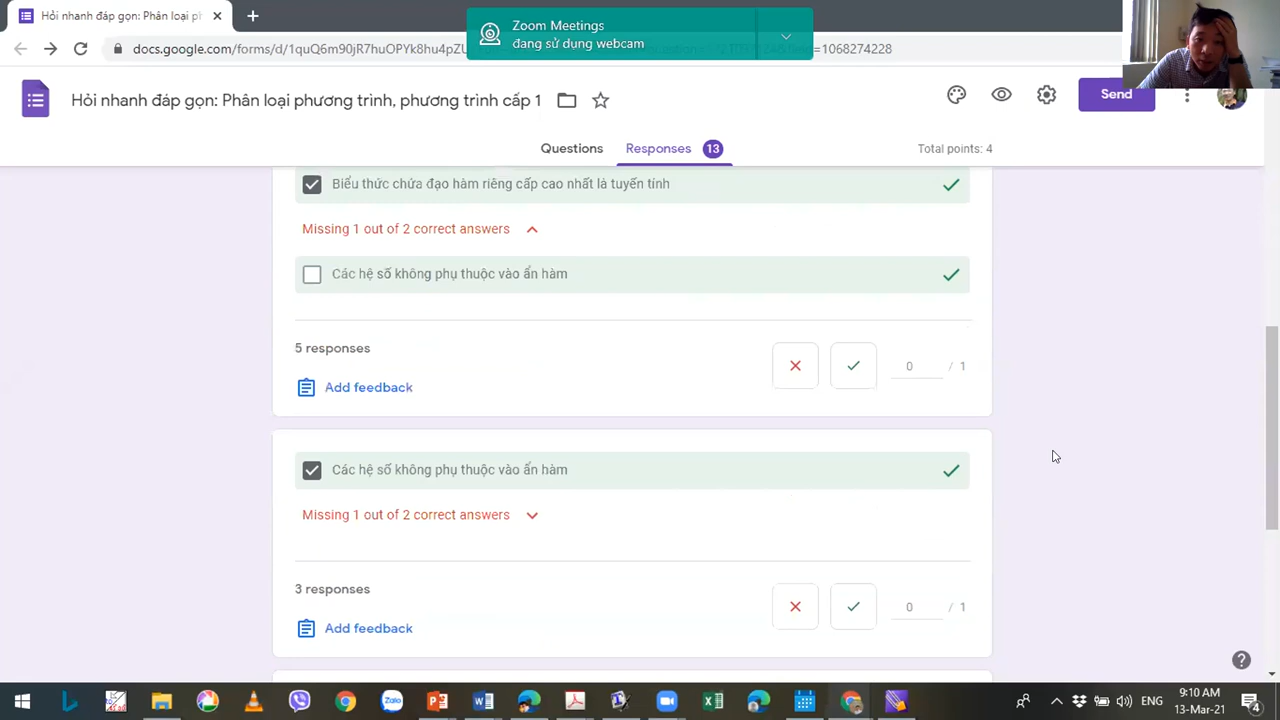 Hỏi nhanh đáp gọn: Phân loại ph
Zoom Meetings
đang sử dụng webcam
docs.google.com/forms/d/1quQ6m90jR7huOPYk8hu4pZU
=1068274228
Hỏi nhanh đáp gọn: Phân loại phương trình, phương trình cấp 1
Send
Questions
Responses 13
Total points: 4
Biểu thức chứa đạo hàm riêng cấp cao nhất là tuyến tính
Missing 1 out of 2 correct answers
Các hệ số không phụ thuộc vào ẩn hàm
5 responses
0 / 1
Add feedback
Các hệ số không phụ thuộc vào ẩn hàm
Missing 1 out of 2 correct answers
3 responses
0 / 1
Add feedback
Zalo
ENG
9:10 AM
13-Mar-21
4